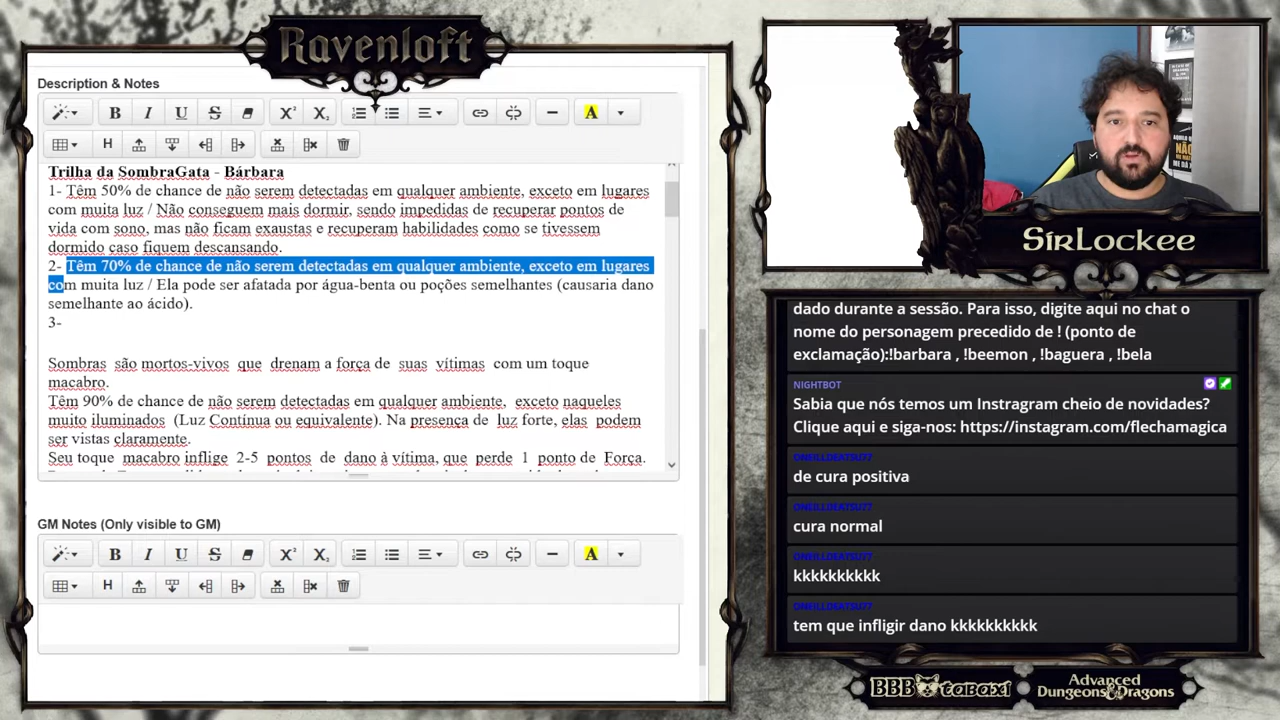 Ravenloft
Description & Notes
Trilha da SombraGata - Bárbara
1- Têm 50% de chance de não serem detectadas em qualquer ambiente, exceto em lugares
com muita luz / Não conseguem mais dormir, sendo impedidas de recuperar pontos de
vida com sono, mas não ficam exaustas e recuperam habilidades como se tivessem
dormido caso fiquem descansando.
2- Têm 70% de chance de não serem detectadas em qualquer ambiente, exceto em lugares
com muita luz / Ela pode ser afatada por água-benta ou poções semelhantes (causaria dano
semelhante ao ácido).
3-
Sombras são mortos-vivos que drenam a força de suas vítimas com um toque
macabro.
Têm 90% de chance de não serem detectadas em qualquer ambiente, exceto naqueles
muito iluminados (Luz Contínua ou equivalente). Na presença de luz forte, elas podem
ser vistas claramente.
Seu toque macabro inflige 2-5 pontos de dano à vítima, que perde 1 ponto de Força.
GM Notes (Only visible to GM)
SirLockee
dado durante a sessão. Para isso, digite aqui no chat o
nome do personagem precedido de ! (ponto de
exclamação):!barbara , !beemon , !baguera , !bela
NIGHTBOT
Sabia que nós temos um Instragram cheio de novidades?
Clique aqui e siga-nos: https://instagram.com/flechamagica
ONEILLDEATSU77
de cura positiva
ONEILLDEATSU77
cura normal
ONEILLDEATSU77
kkkkkkkkkk
ONEILLDEATSU77
tem que infligir dano kkkkkkkkkk
BBB tabaxi
Advanced
Dungeons & Dragons